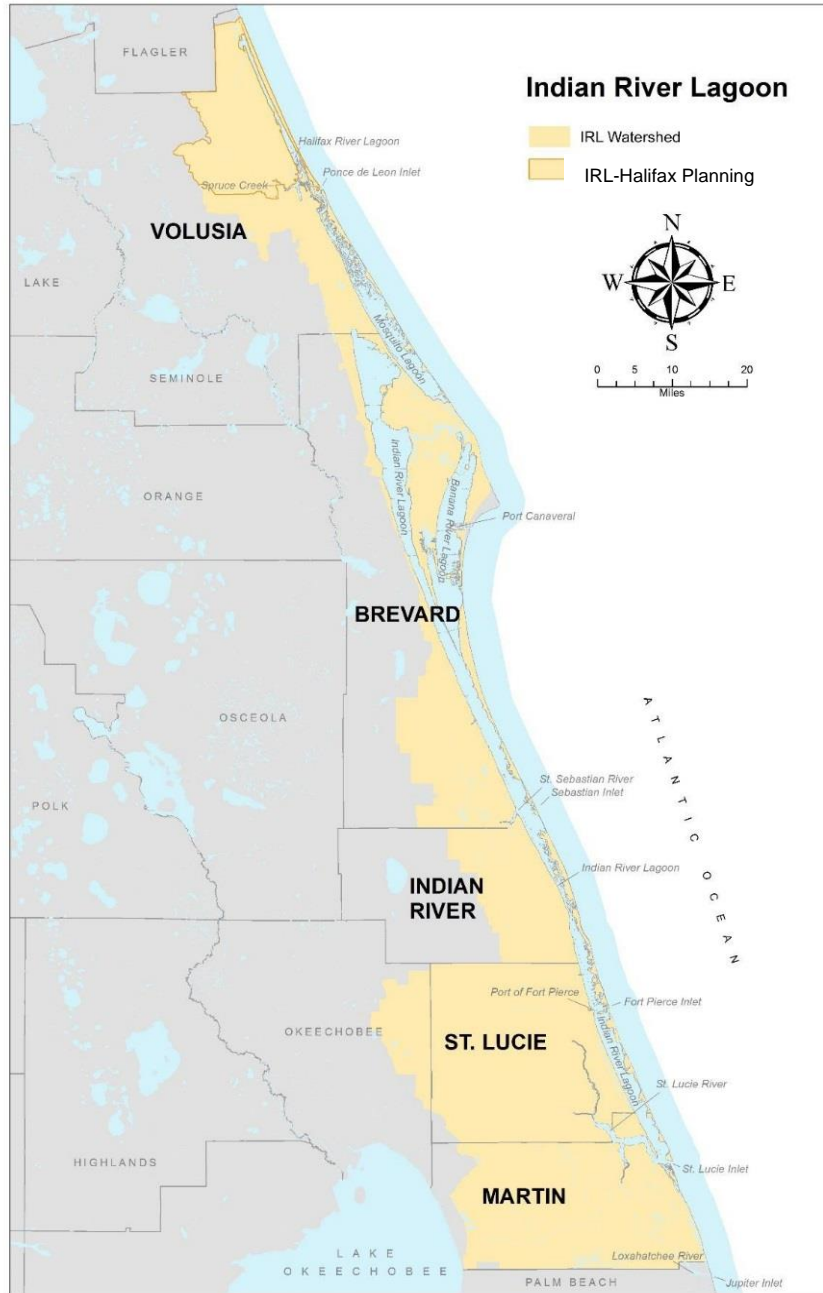 FLAGLER
Indian River Lagoon
IRL Watershed
IRL-Halifax Planning
Halifax River Lagoon
Ponce de Leon Inlet
Spruce Creek
VOLUSIA
N
W
E
S
LAKE
Mosquito Lagoon
0 5 10 20
Miles
SEMINOLE
Indian River Lagoon
Banana River Lagoon
ORANGE
Port Canaveral
BREVARD
OSCEOLA
ATLANTIC OCEAN
St. Sebastian River
Sebastian Inlet
POLK
Indian River Lagoon
INDIAN
RIVER
Port of Fort Pierce
Fort Pierce Inlet
OKEECHOBEE
ST. LUCIE
Indian River Lagoon
St. Lucie River
HIGHLANDS
St. Lucie Inlet
MARTIN
LAKE
OKEECHOBEE
Loxahatchee River
PALM BEACH
Jupiter Inlet